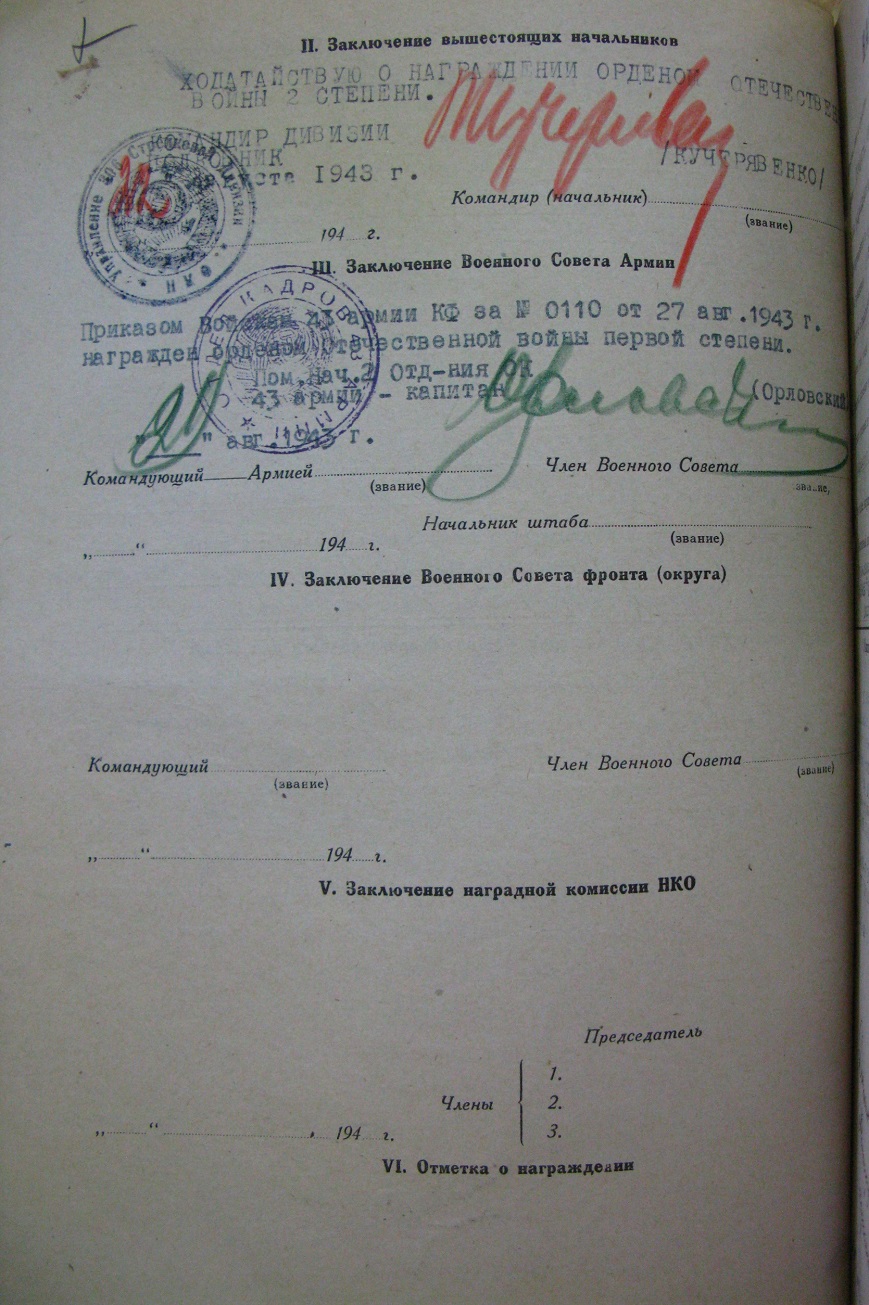 II. Заключение вышестоящих начальников
ХОДАТАЙСТВУЮ О НАГРАЖДЕНИИ ОРДЕНОМ ОТЕЧЕСТВЕН
ВОЙНЫ 2 СТЕПЕНИ.
МАНДИР ДИВИЗИИ
/КУЧЕРЯВЕНКО/
1943 г.
Командир (начальник)
(звание)
194 г.
III. Заключение Военного Совета Армии
Приказом Войскам 43 армии КФ за № 0110 от 27 авг.1943 г.
награжден орденом Отечественной войны первой степени.
Пом.нач.2 Отд-ния ОК
43 армии - капитан (Орловский)
" авг.1943 г.
Командующий Армией Член Военного Совета
(звание) звание,
Начальник штаба
(звание)
„ “ 194 г.
IV. Заключение Военного Совета фронта (округа)
Командующий Член Военного Совета
(звание) (звание)
„ “ 194 г.
V. Заключение наградной комиссии НКО
Председатель
1.
Члены 2.
3.
„ “ 194 г.
VI. Отметка о награждении